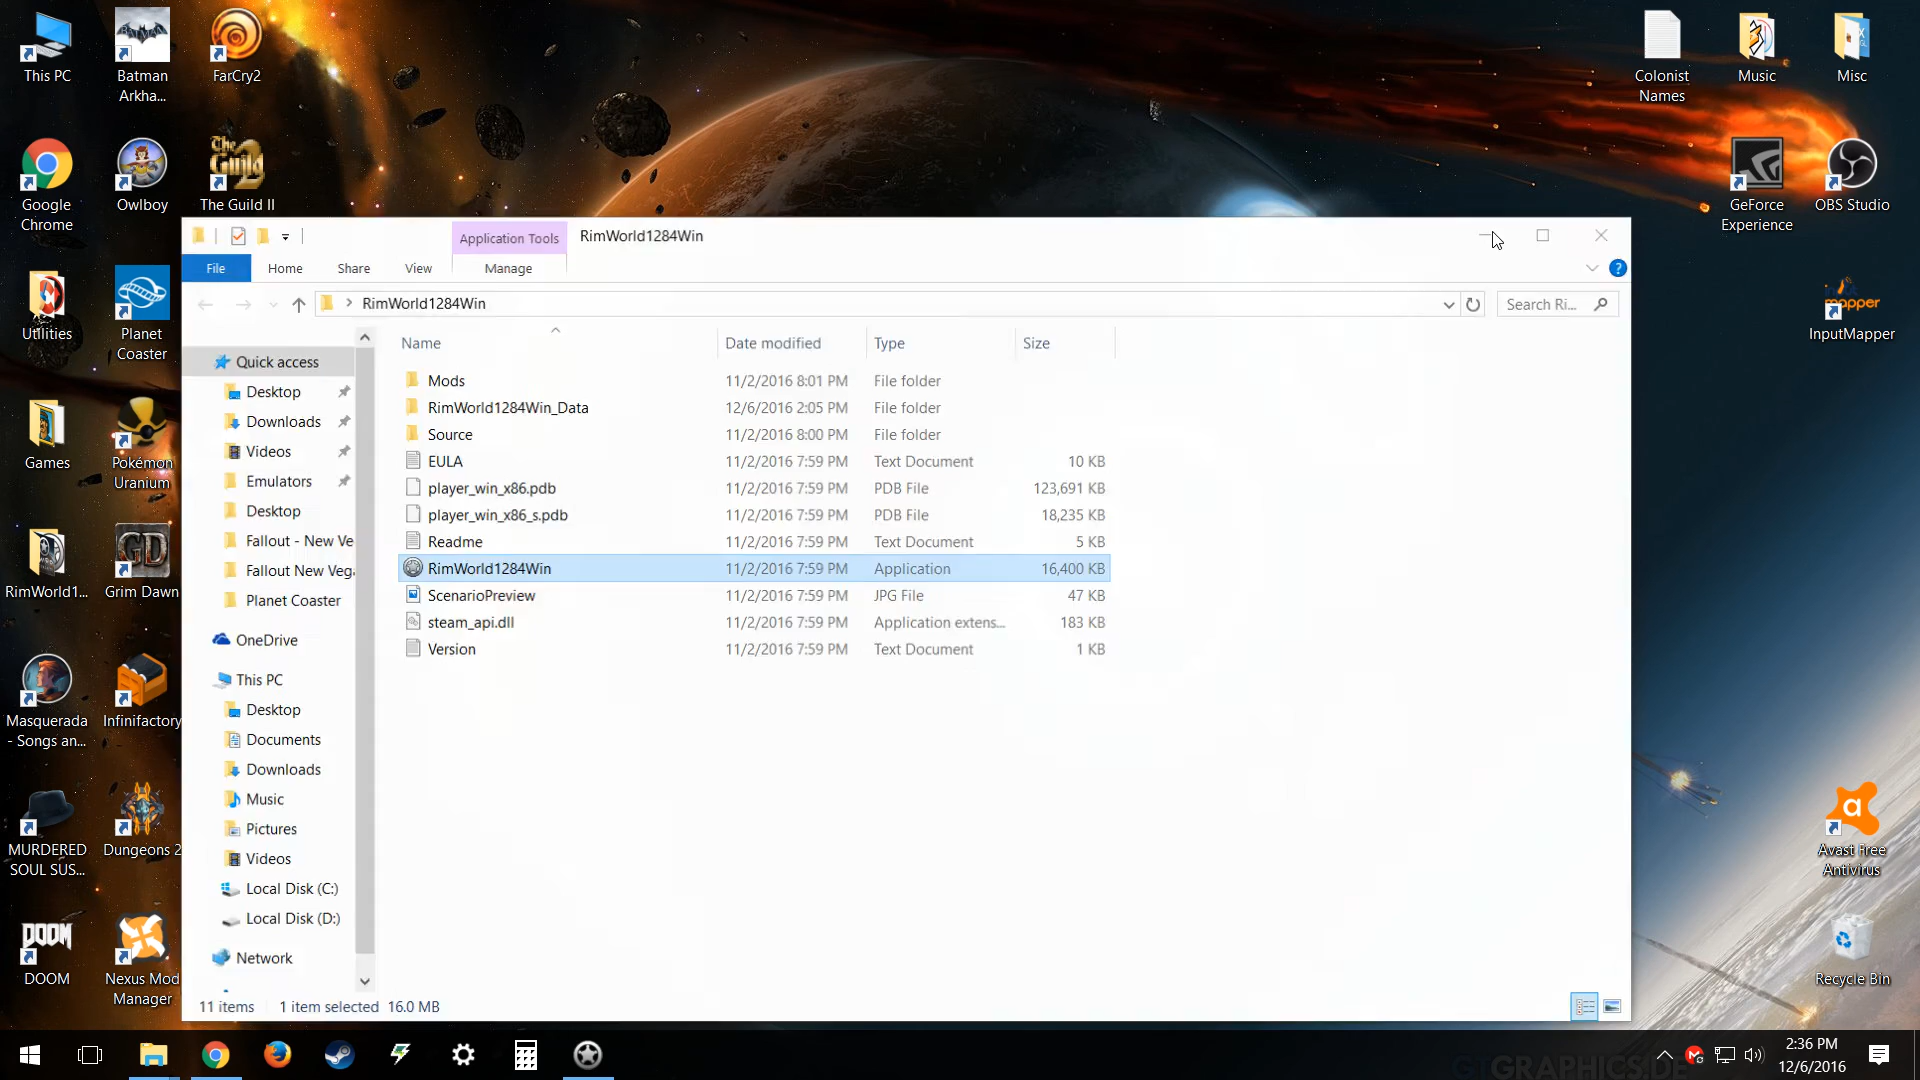 This PC
Batman
Arkha...
FarCry2
Colonist
Names
Music
Misc
Google
Chrome
Owlboy
The
Guild
2
The Guild II
GeForce
Experience
OBS Studio
Application Tools
RimWorld1284Win
File
Home
Share
View
Manage
?
RimWorld1284Win
Search Ri...
Utilities
Planet
Coaster
mapper
InputMapper
Name
Date modified
Type
Size
Quick access
Desktop
Downloads
Videos
Emulators
Desktop
Fallout - New Ve
Fallout New Vega
Planet Coaster
OneDrive
This PC
Desktop
Documents
Downloads
Music
Pictures
Videos
Local Disk (C:)
Local Disk (D:)
Network
Mods 11/2/2016 8:01 PM File folder
RimWorld1284Win_Data 12/6/2016 2:05 PM File folder
Source 11/2/2016 8:00 PM File folder
EULA 11/2/2016 7:59 PM Text Document 10 KB
player_win_x86.pdb 11/2/2016 7:59 PM PDB File 123,691 KB
player_win_x86_s.pdb 11/2/2016 7:59 PM PDB File 18,235 KB
Readme 11/2/2016 7:59 PM Text Document 5 KB
RimWorld1284Win 11/2/2016 7:59 PM Application 16,400 KB
ScenarioPreview 11/2/2016 7:59 PM JPG File 47 KB
steam_api.dll 11/2/2016 7:59 PM Application extens... 183 KB
Version 11/2/2016 7:59 PM Text Document 1 KB
Games
Pokémon
Uranium
RimWorld1...
GD
Grim Dawn
Masquerada
- Songs an...
Infinifactory
MURDERED
SOUL SUS...
Dungeons 2
a
Avast Free
Antivirus
DOOM
DOOM
Nexus Mod
Manager
Recycle Bin
11 items 1 item selected 16.0 MB
2:36 PM
12/6/2016
GTGRAPHICS.DE